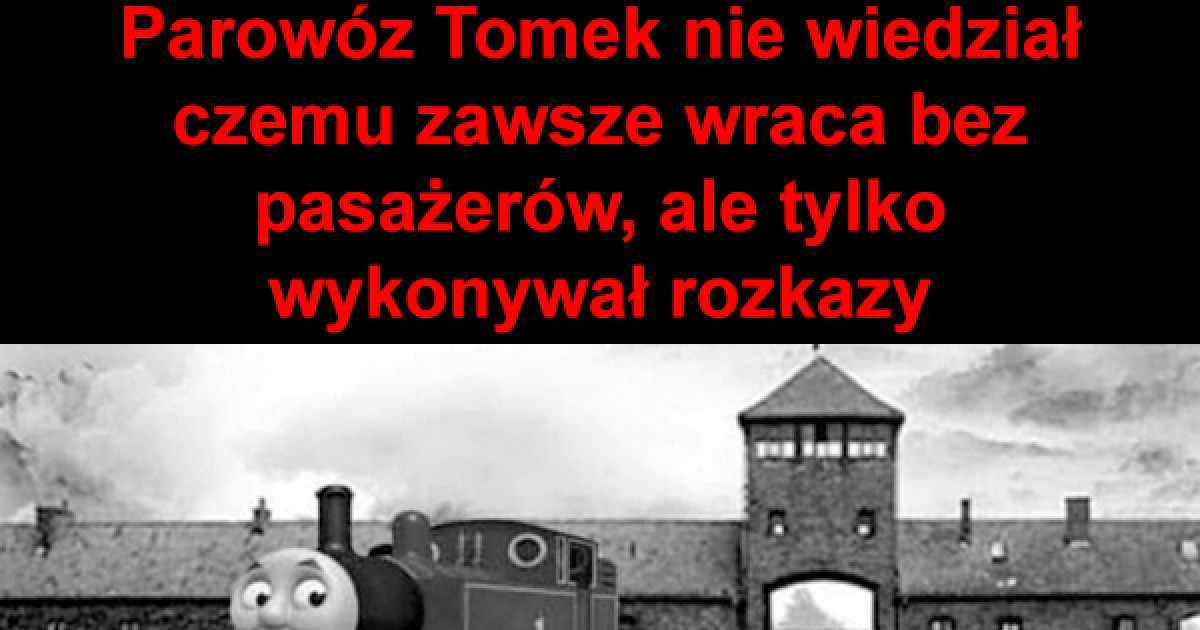 Parowóz Tomek nie wiedział
czemu zawsze wraca bez
pasażerów, ale tylko
wykonywał rozkazy